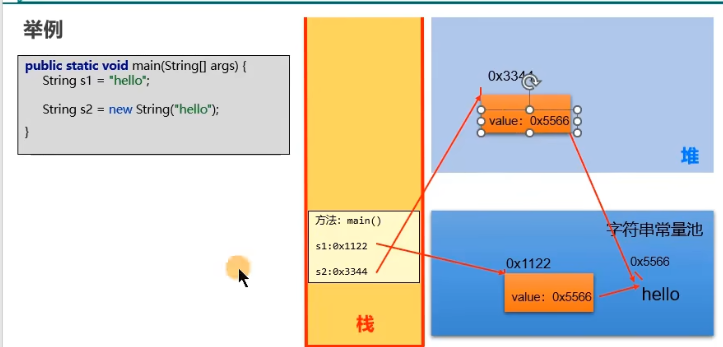 举例
public static void main(String[] args) {
String s1 = "hello";
String s2 = new String("hello");
}
0x3344
value: 0x5566
堆
方法: main()
s1:0x1122
s2:0x3344
栈
字符串常量池
0x5566
0x1122
value: 0x5566
hello